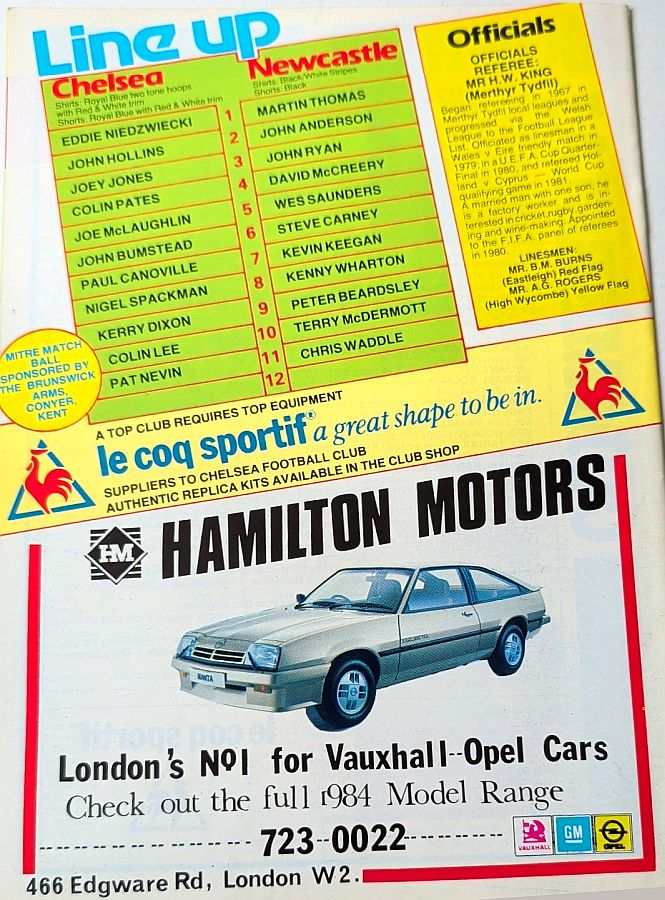 Line up
Chelsea
Shirts: Royal Blue two tone hoops
with Red & White trim
Shorts: Royal Blue with Red & White trim
EDDIE NIEDZWIECKI
JOHN HOLLINS
JOEY JONES
COLIN PATES
JOE McLAUGHLIN
JOHN BUMSTEAD
PAUL CANOVILLE
NIGEL SPACKMAN
KERRY DIXON
COLIN LEE
PAT NEVIN
1
2
3
4
5
6
7
8
9
10
11
12
Newcastle
Shirts: Black/White Stripes
Shorts: Black
MARTIN THOMAS
JOHN ANDERSON
JOHN RYAN
DAVID McCREERY
WES SAUNDERS
STEVE CARNEY
KEVIN KEEGAN
KENNY WHARTON
PETER BEARDSLEY
TERRY McDERMOTT
CHRIS WADDLE
Officials
OFFICIALS
REFEREE:
MR H.W. KING
(Merthyr Tydfil)
Began refereeing in 1967 in
Merthyr Tydfil local leagues and
progressed via the Welsh
League to the Football League
List. Officiated as linesman in a
Wales v Eire friendly match in
1979; in a U.E.F.A. Cup Quarter-
Final in 1980, and refereed Hol-
land v Cyprus — World Cup
qualifying game in 1981.
A married man with one son, he
is a factory worker and is in-
terested in cricket, rugby, garden-
ing and wine-making. Appointed
to the F.I.F.A. panel of referees
in 1980.
LINESMEN:
MR. B.M. BURNS
(Eastleigh) Red Flag
MR. A.G. ROGERS
(High Wycombe) Yellow Flag
MITRE MATCH
BALL
SPONSORED BY
THE BRUNSWICK
ARMS,
CONYER,
KENT
A TOP CLUB REQUIRES TOP EQUIPMENT
le coq sportif® a great shape to be in.
SUPPLIERS TO CHELSEA FOOTBALL CLUB
AUTHENTIC REPLICA KITS AVAILABLE IN THE CLUB SHOP
HM HAMILTON MOTORS
MANTA
London's Nº1 for Vauxhall--Opel Cars
Check out the full 1984 Model Range
723-0022
VAUXHALL GM OPEL
466 Edgware Rd, London W2.